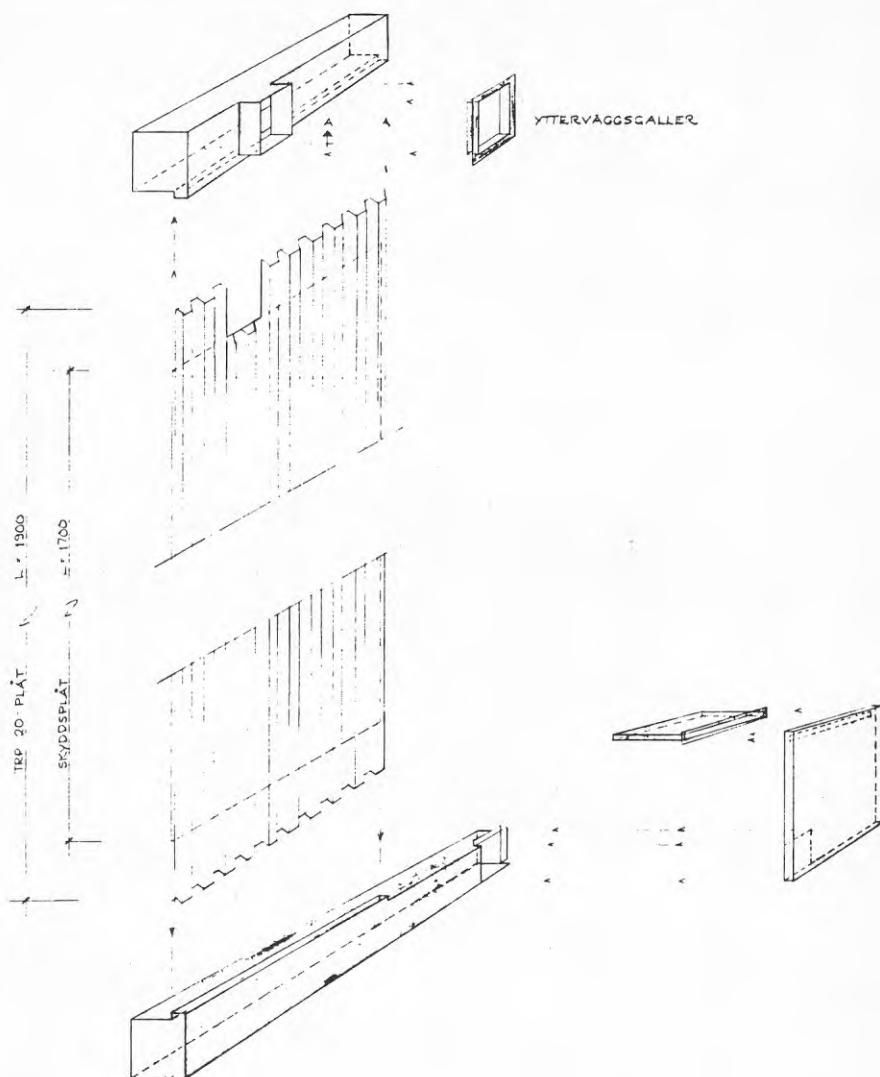 YTTERVÄGGSGALLER
TRP 20-PLÅT L = 1900
SKYDDSPLÅT L = 1700